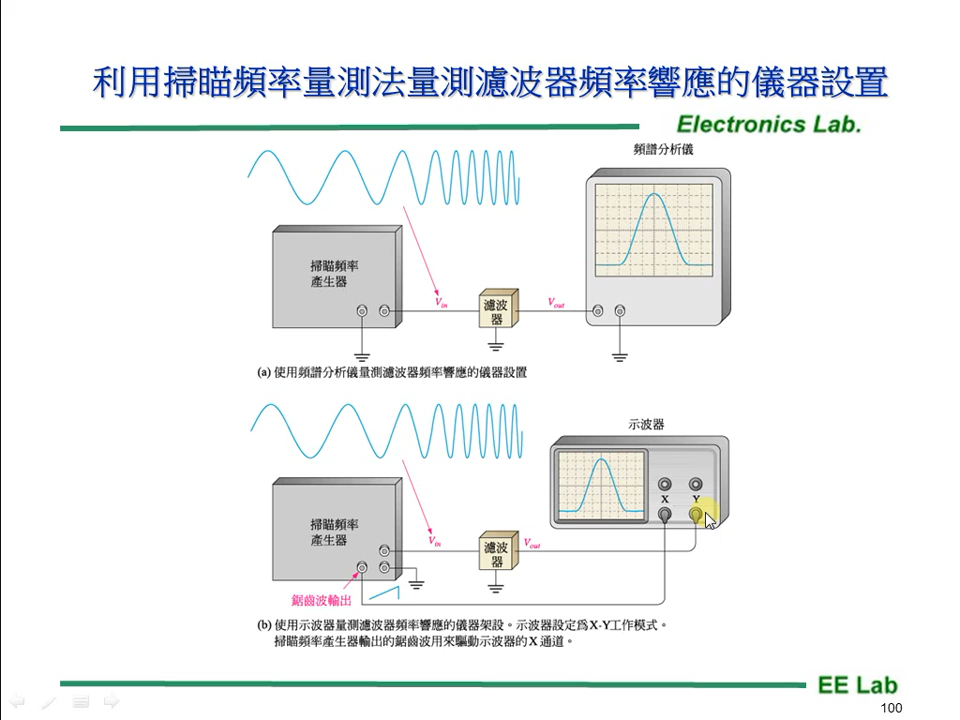 利用掃瞄頻率量測法量測濾波器頻率響應的儀器設置
Electronics Lab.
頻譜分析儀
掃瞄頻率
產生器
Vin
濾波
器
Vout
(a) 使用頻譜分析儀量測濾波器頻率響應的儀器設置
示波器
X
Y
掃瞄頻率
產生器
Vin
濾波
器
Vout
鋸齒波輸出
(b) 使用示波器量測濾波器頻率響應的儀器架設。示波器設定爲X-Y工作模式。
掃瞄頻率產生器輸出的鋸齒波用來驅動示波器的X通道。
EE Lab
100